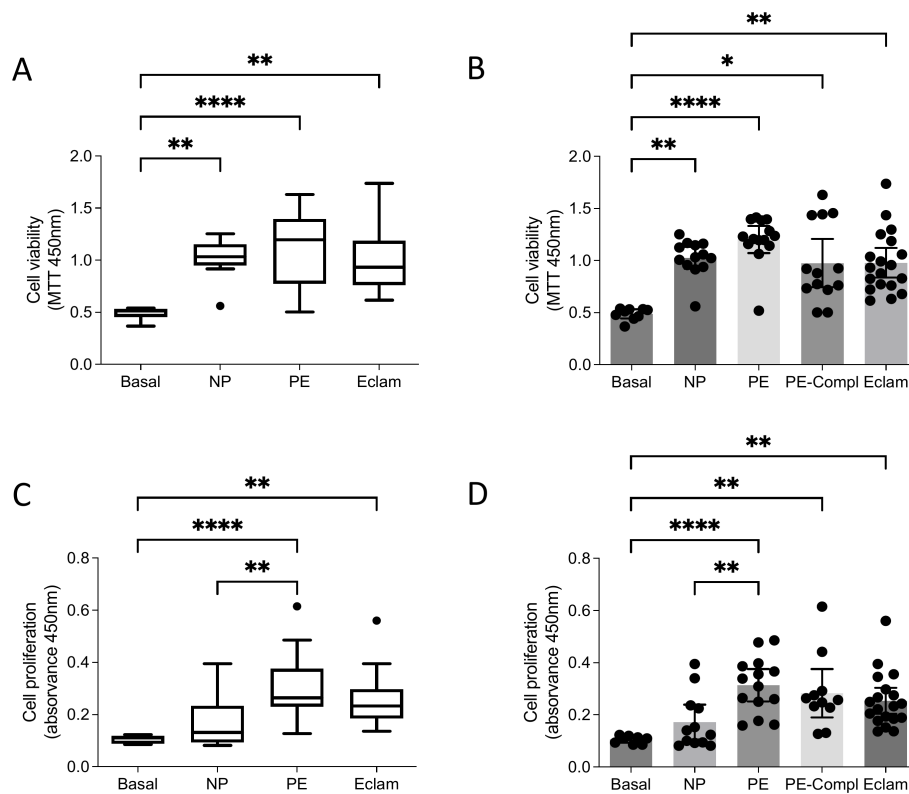 A
**
****
**
Cell viability
(MTT 450nm)
2.0
1.5
1.0
0.5
0.0
Basal NP PE Eclam
B
**
*
****
**
Cell viability
(MTT 450nm)
2.0
1.5
1.0
0.5
0.0
Basal NP PE PE-Compl Eclam
C
**
****
**
Cell proliferation
(absorvance 450nm)
0.8
0.6
0.4
0.2
0.0
Basal NP PE Eclam
D
**
**
****
**
Cell proliferation
(absorvance 450nm)
0.8
0.6
0.4
0.2
0.0
Basal NP PE PE-Compl Eclam